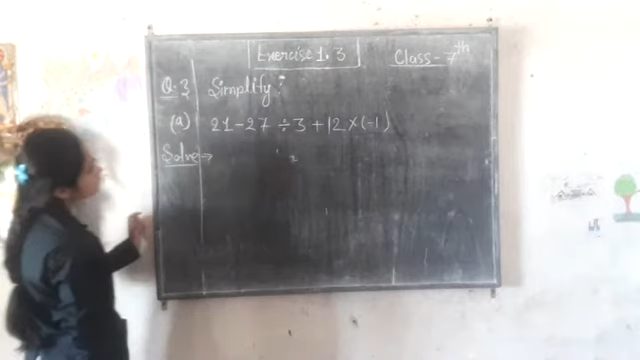 Exercise 1.3
Class-7th
Q.3 Simplify:
(a) 21-27÷3+12×(-1)
Solve⇒